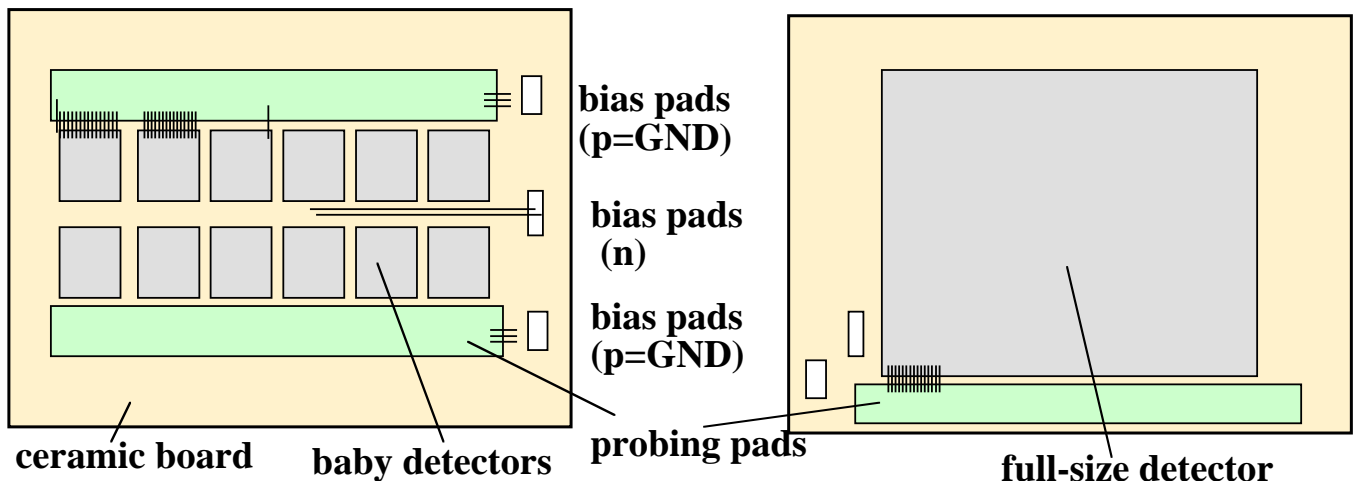 bias pads
(p=GND)
bias pads
(n)
bias pads
(p=GND)
probing pads
ceramic board
baby detectors
full-size detector